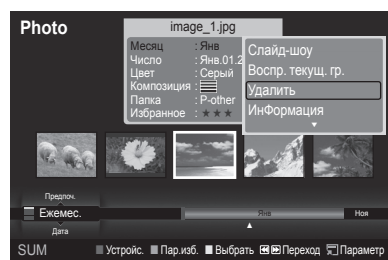 Photo
image_1.jpg
Месяц : Янв
Число : Янв.01.2
Цвет : Серый
Композиция :
Папка : P-other
Избранное : ★ ★ ★
Слайд-шоу
Воспр. текущ. гр.
Удалить
ИнФормация
Предпоч.
Ежемес.
Янв
Ноя
Дата
SUM
Устройс. Пар.изб. Выбрать Переход Параметр